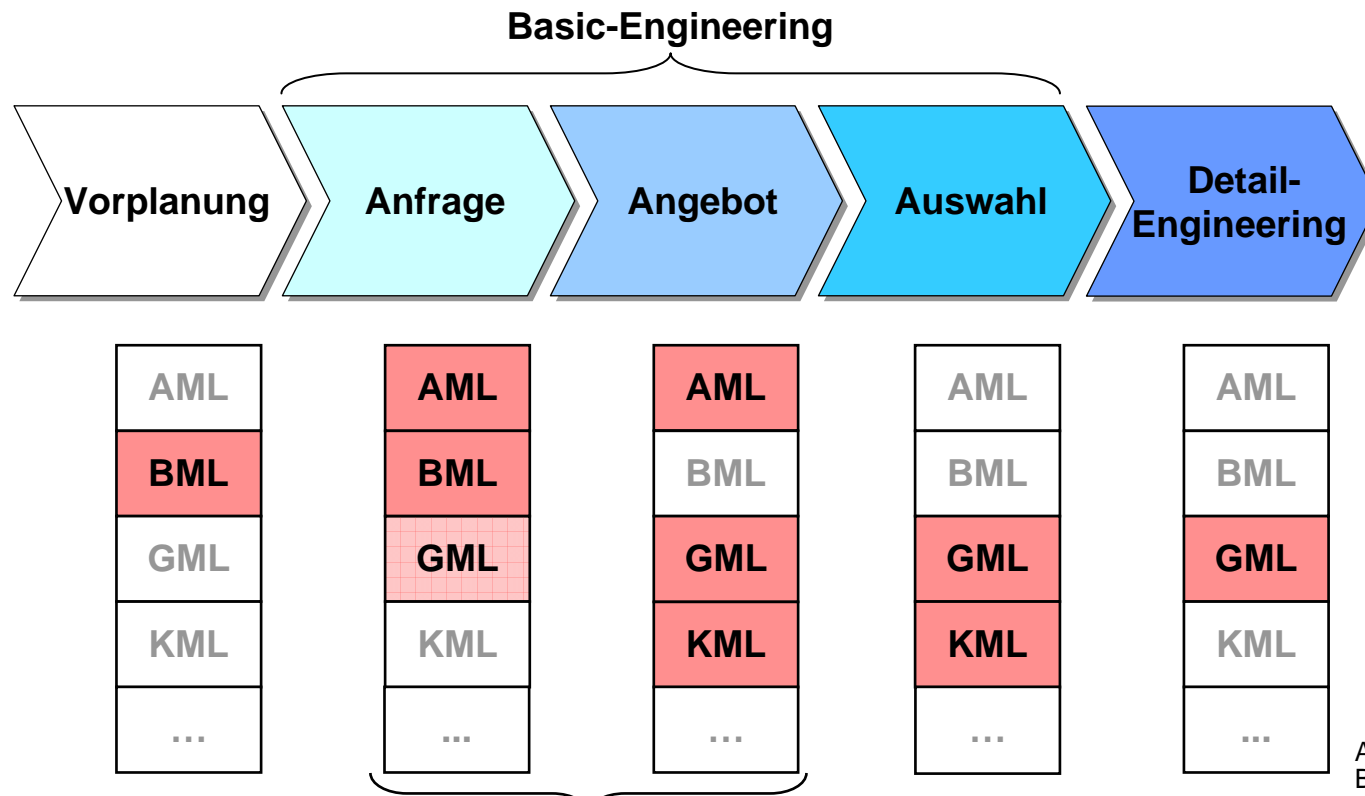 Basic-Engineering
Vorplanung
Anfrage
Angebot
Auswahl
Detail-
Engineering
AML
AML
AML
AML
AML
BML
BML
BML
BML
BML
GML
GML
GML
GML
GML
KML
KML
KML
KML
KML
…
...
…
…
...
A
B